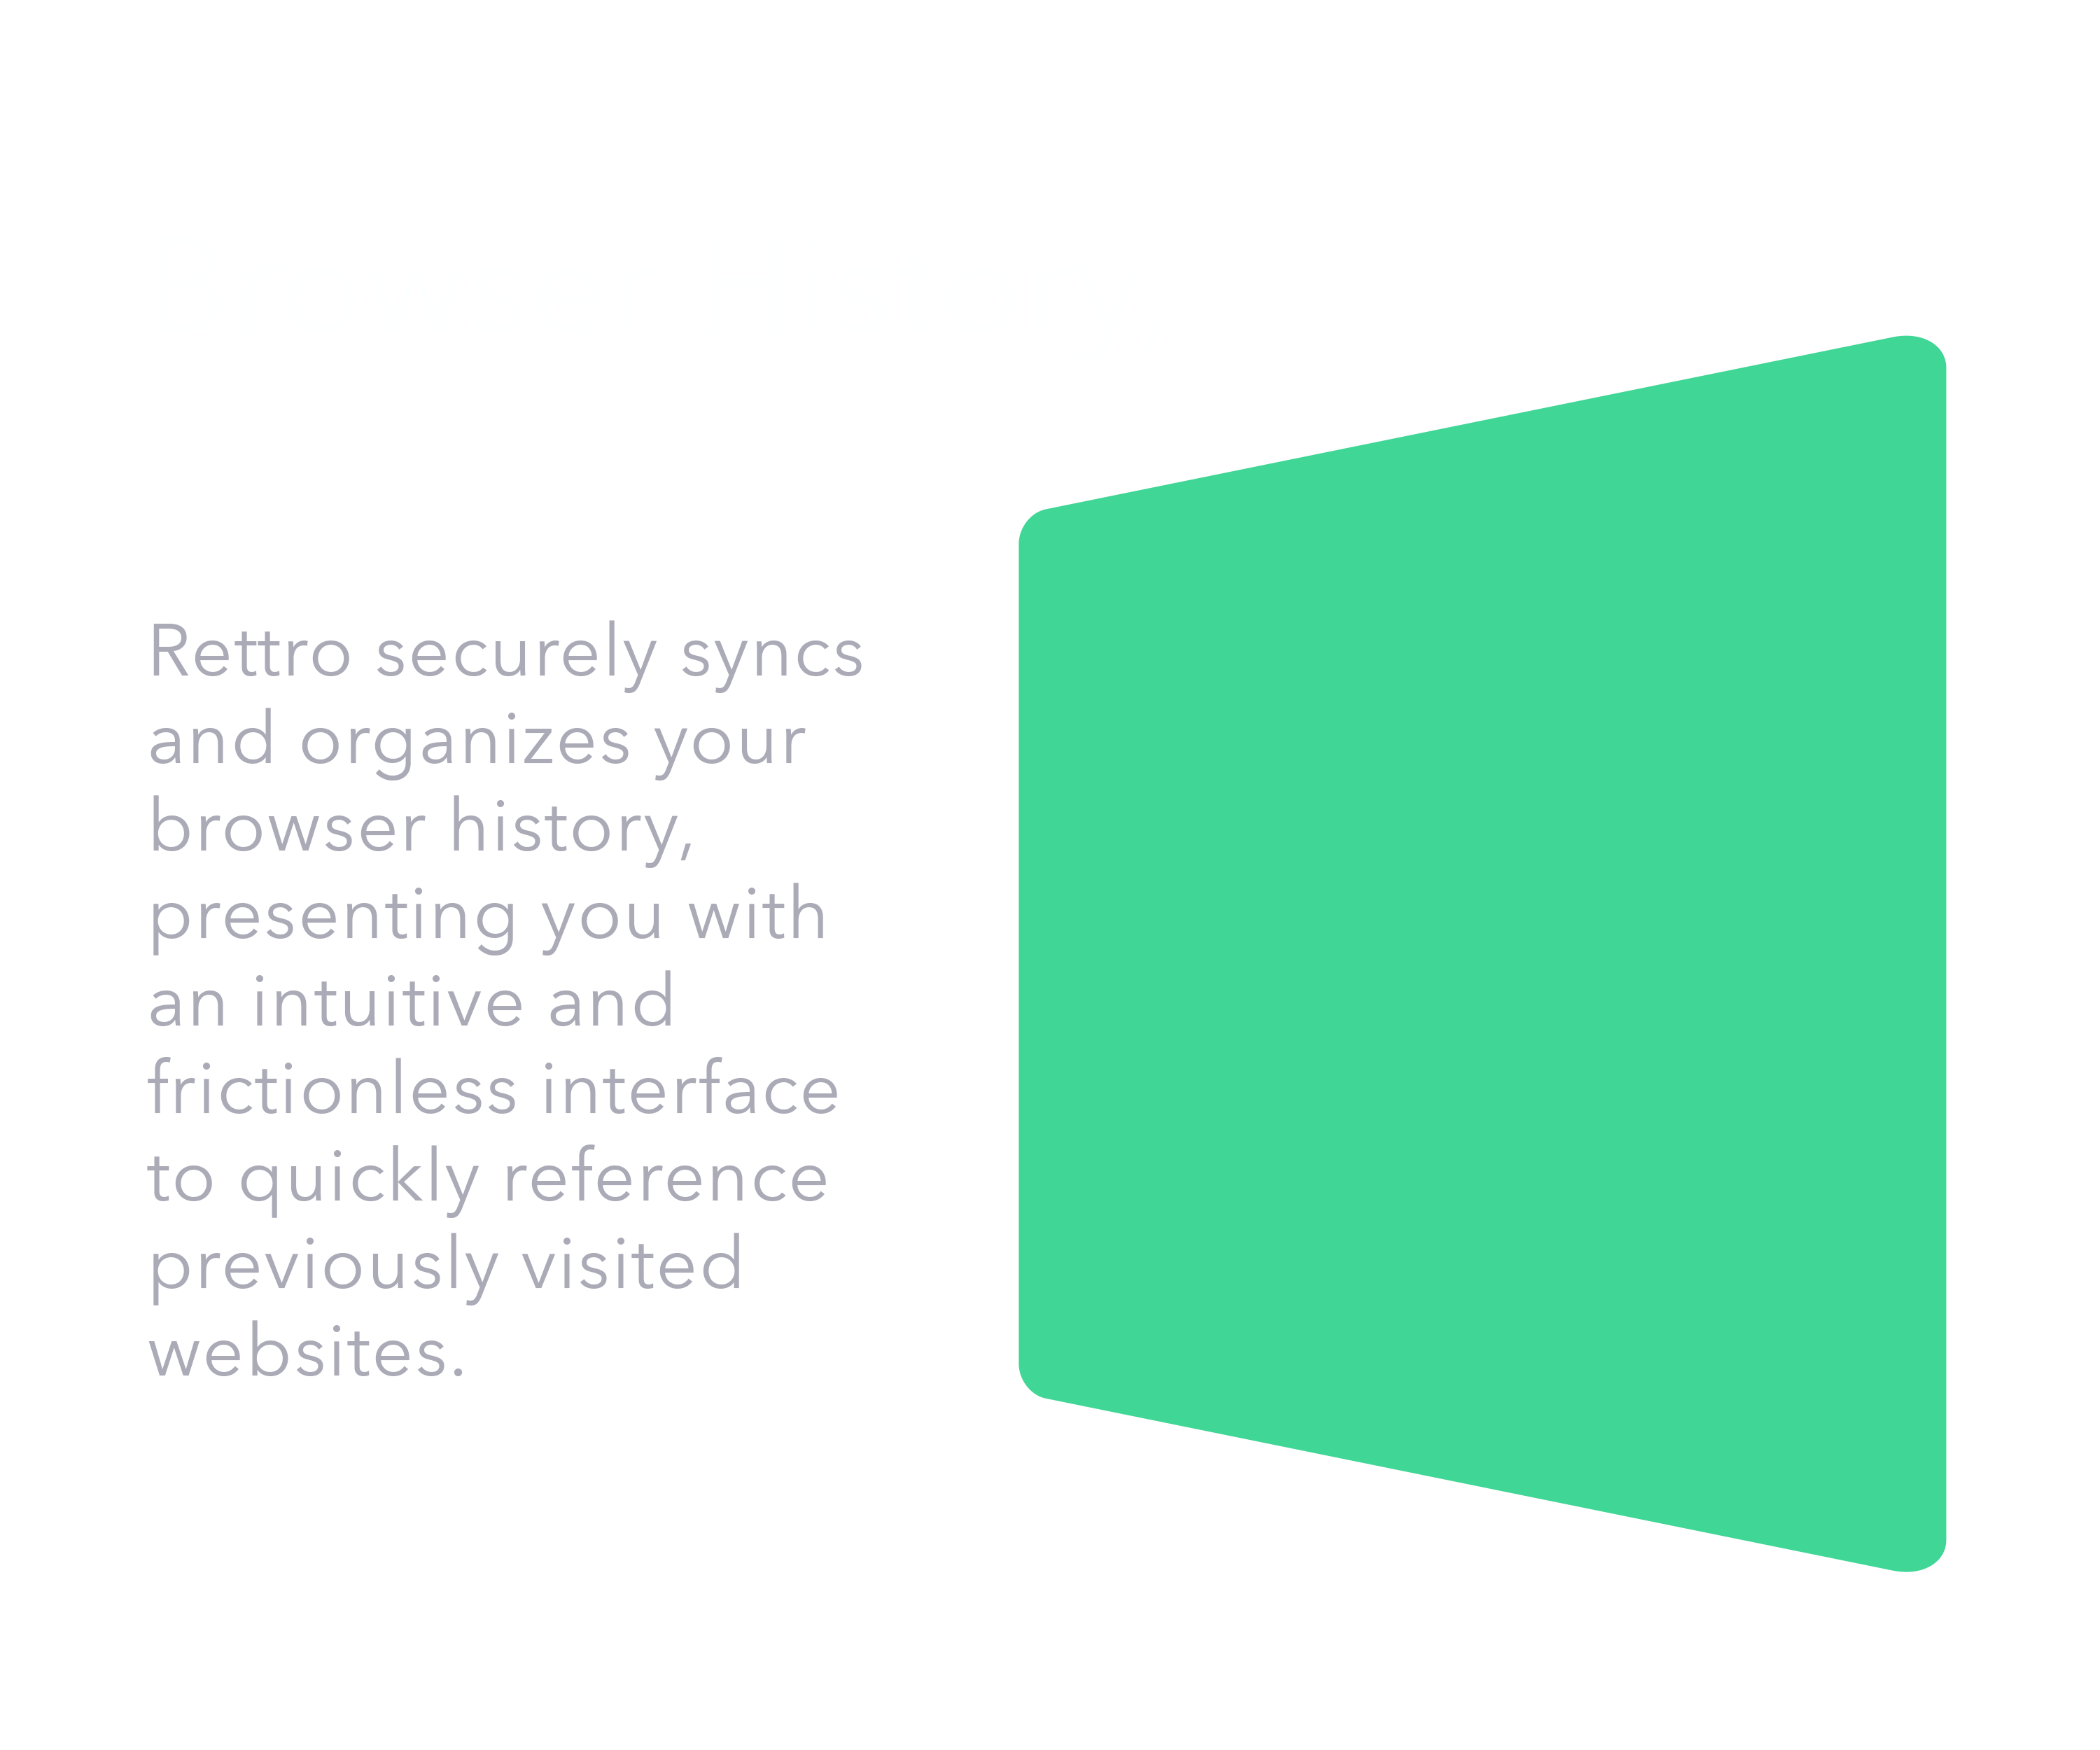 Rettro securely syncs
and organizes your
browser history,
presenting you with
an intuitive and
frictionless interface
to quickly reference
previously visited
websites.